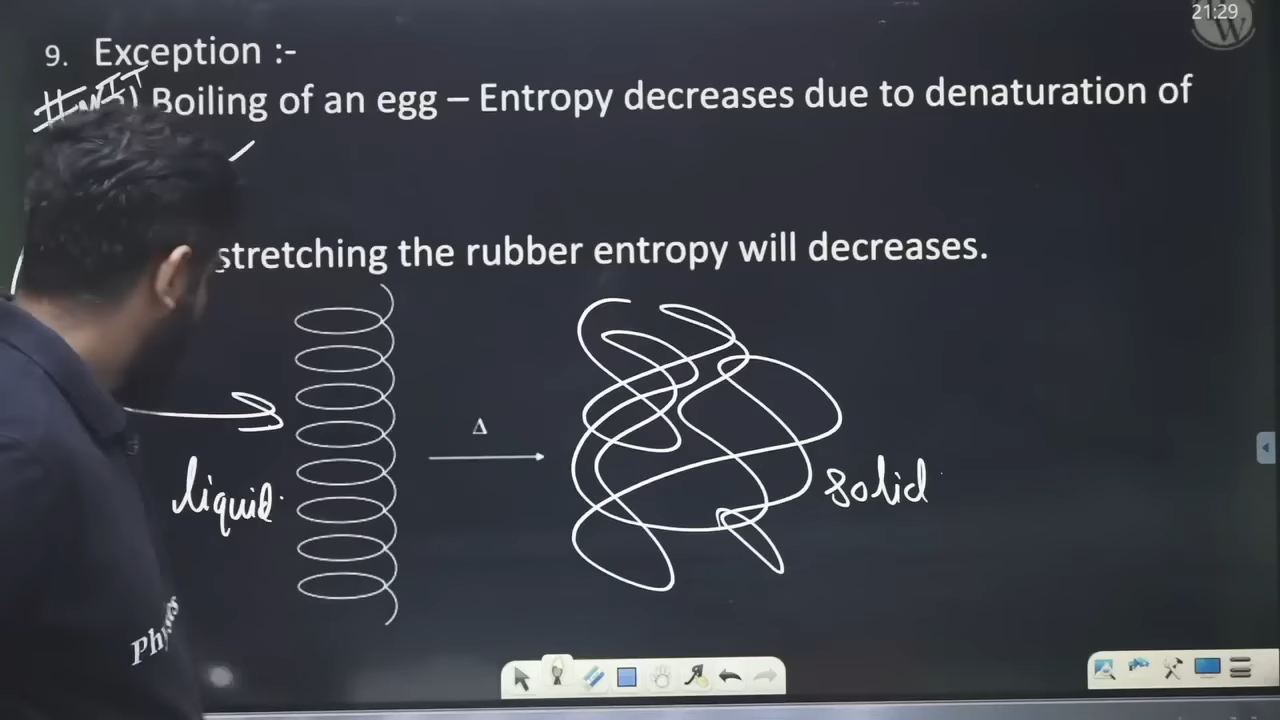 21:29
W
9. Exception :-
Boiling of an egg – Entropy decreases due to denaturation of
stretching the rubber entropy will decreases.
Δ
liquid
solid